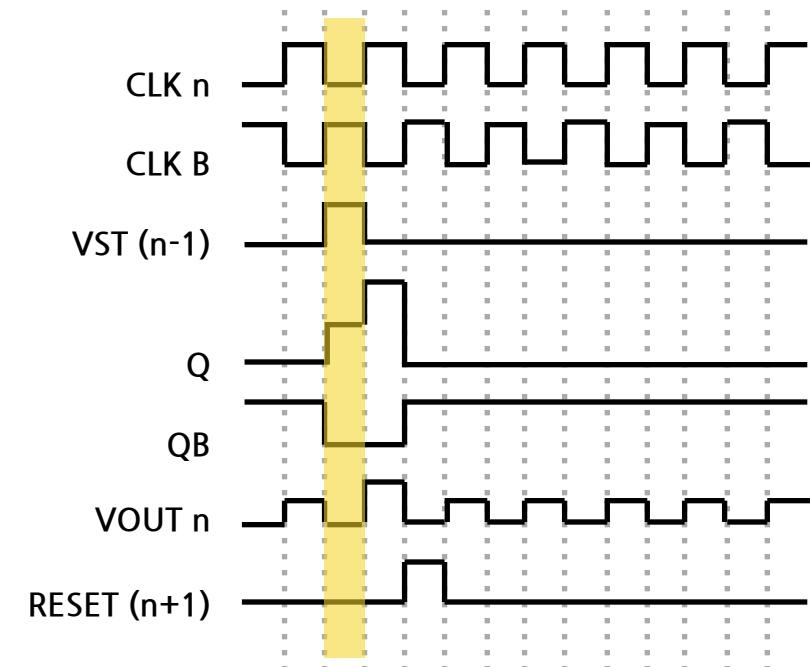 CLK n
CLK B
VST (n-1)
Q
QB
VOUT n
RESET (n+1)